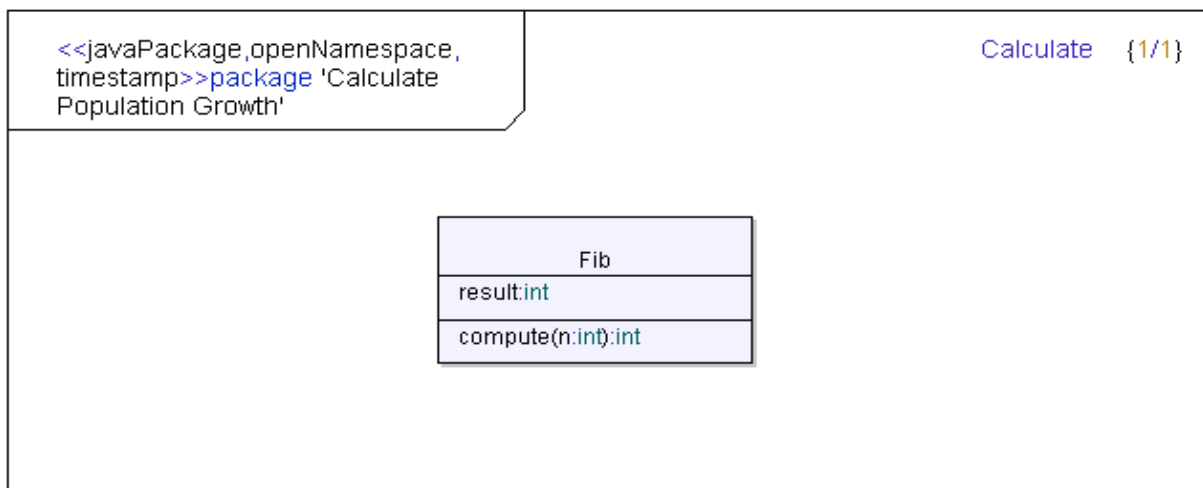 <<javaPackage,openNamespace,
timestamp>>package 'Calculate
Population Growth'
Calculate {1/1}
Fib
result:int
compute(n:int):int